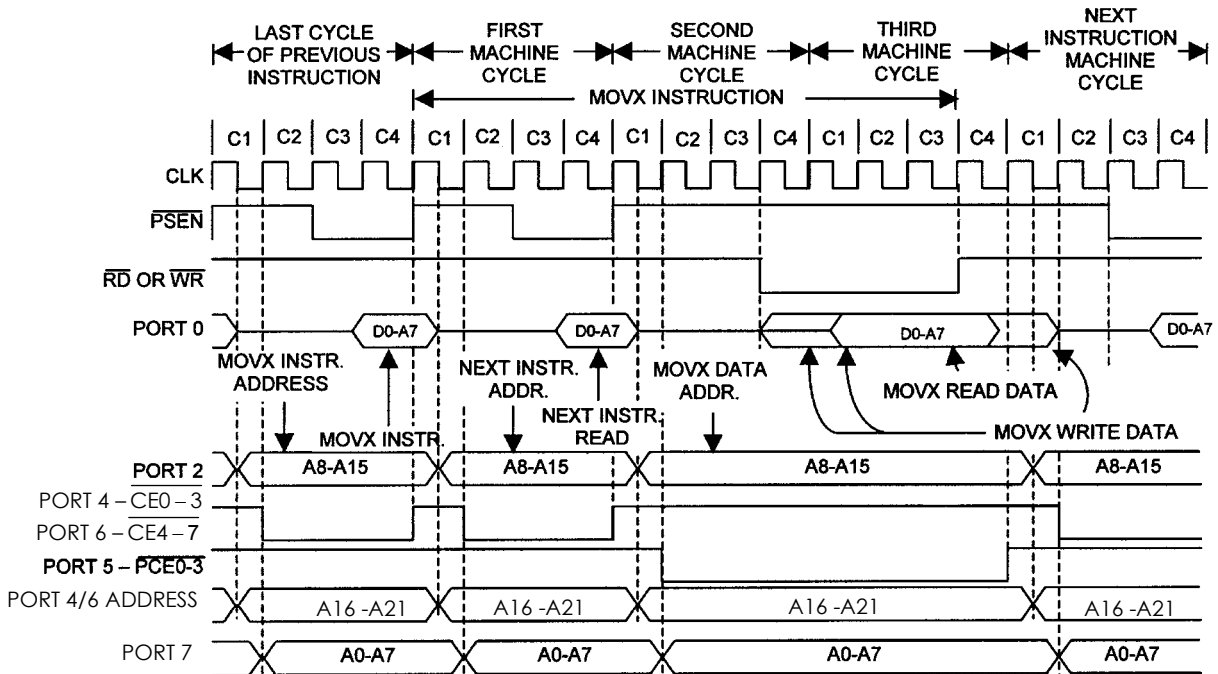 LAST CYCLE
OF PREVIOUS
INSTRUCTION
FIRST
MACHINE
CYCLE
SECOND
MACHINE
CYCLE
THIRD
MACHINE
CYCLE
NEXT
INSTRUCTION
MACHINE
CYCLE
MOVX INSTRUCTION
C1 C2 C3 C4 C1 C2 C3 C4 C1 C2 C3 C4 C1 C2 C3 C4 C1 C2 C3 C4
CLK
PSEN
RD OR WR
PORT 0
D0-A7 D0-A7 D0-A7 D0-A7
MOVX INSTR.
ADDRESS
NEXT INSTR.
ADDR.
MOVX DATA
ADDR.
MOVX READ DATA
MOVX INSTR.
NEXT INSTR.
READ
MOVX WRITE DATA
PORT 2
A8-A15 A8-A15 A8-A15 A8-A15
PORT 4 – CE0 – 3
PORT 6 – CE4 – 7
PORT 5 – PCE0-3
PORT 4/6 ADDRESS
A16 -A21 A16 -A21 A16 -A21 A16 -A21
PORT 7
A0-A7 A0-A7 A0-A7 A0-A7